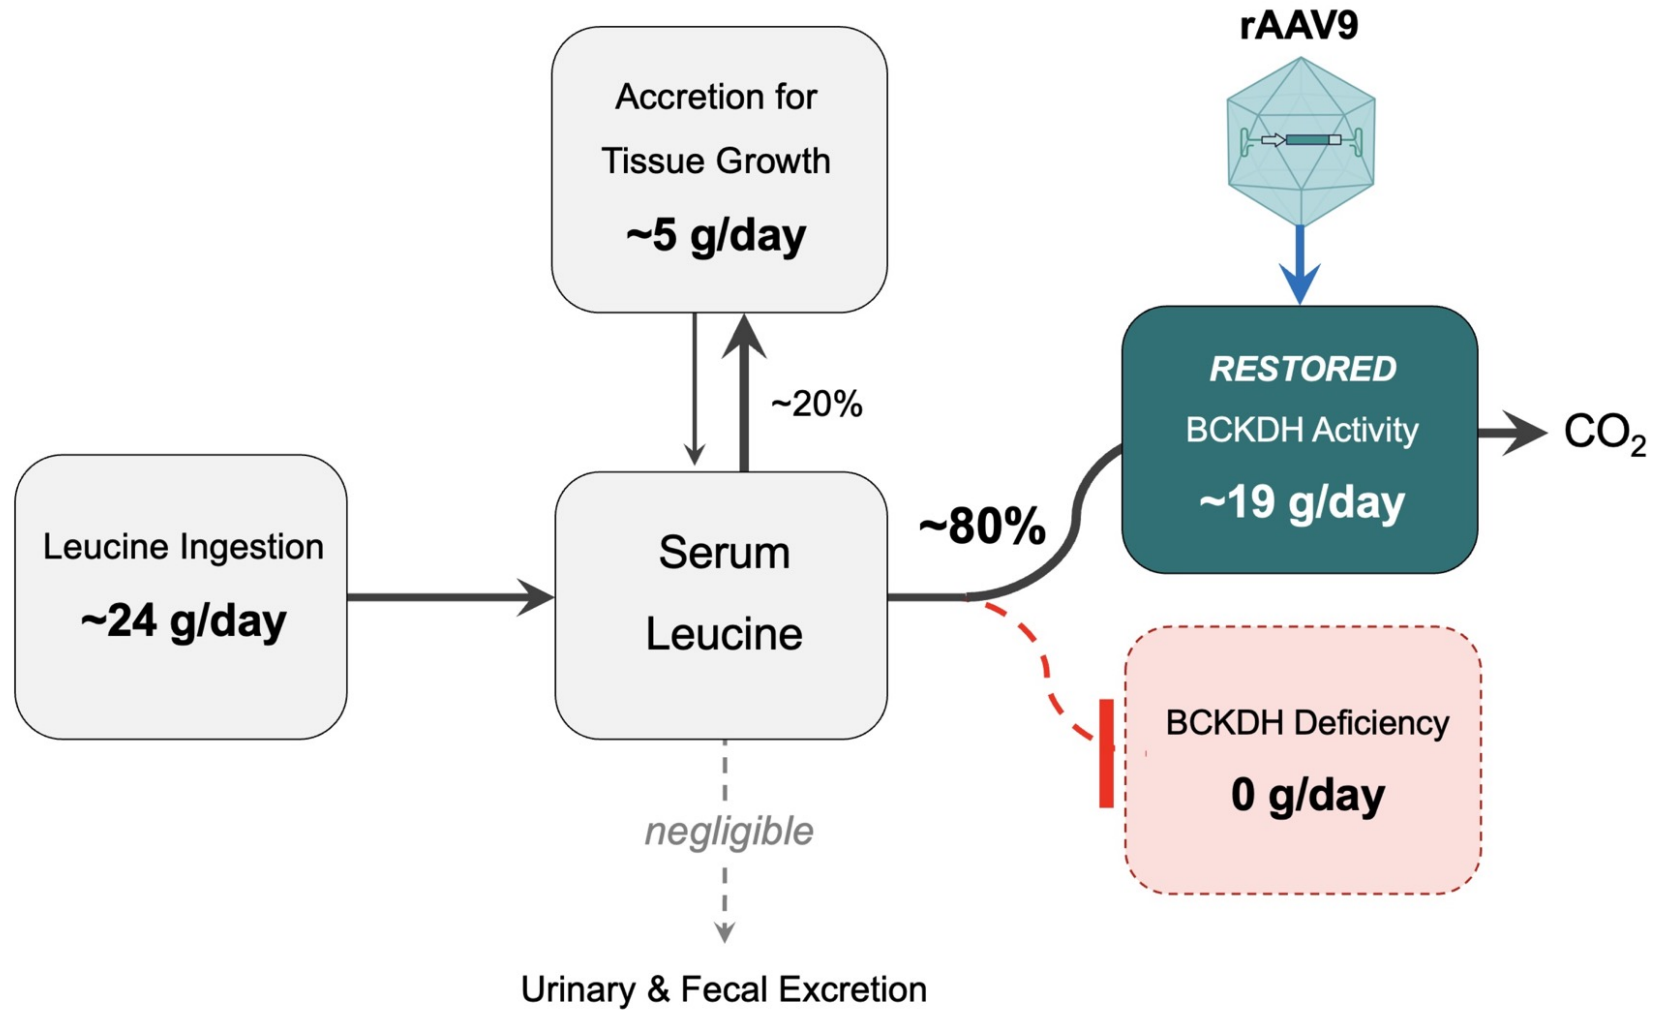 rAAV9
Accretion for
Tissue Growth
~5 g/day
~20%
RESTORED
BCKDH Activity
~19 g/day
CO₂
Leucine Ingestion
~24 g/day
Serum
Leucine
~80%
BCKDH Deficiency
0 g/day
negligible
Urinary & Fecal Excretion